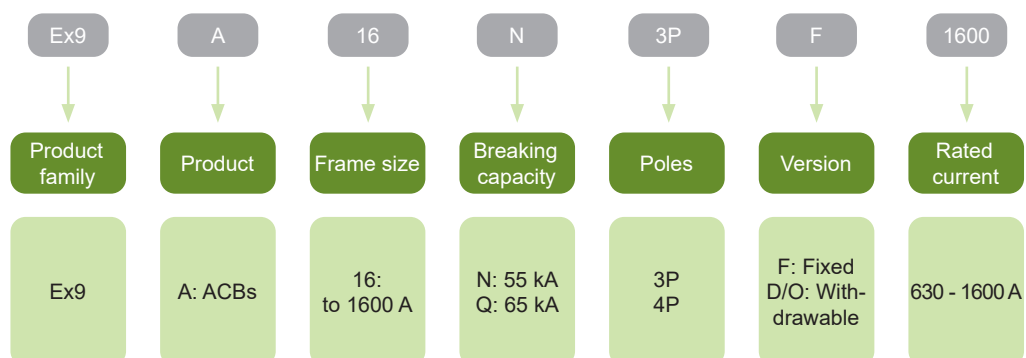 Ex9 A 16 N 3P F 1600
Product family
Product
Frame size
Breaking capacity
Poles
Version
Rated current
Ex9
A: ACBs
16:
to 1600 A
N: 55 kA
Q: 65 kA
3P
4P
F: Fixed
D/O: With-
drawable
630 - 1600 A